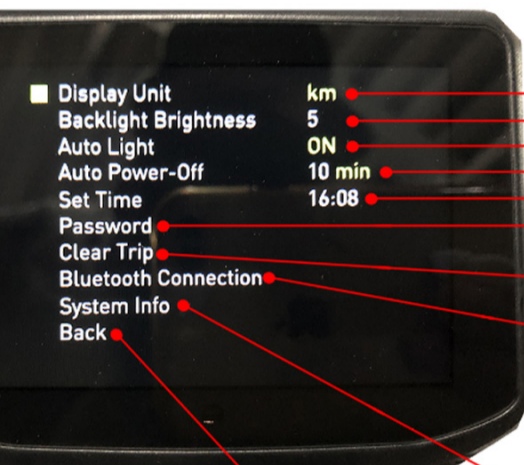 Display Unit km
Backlight Brightness 5
Auto Light ON
Auto Power-Off 10 min
Set Time 16:08
Password
Clear Trip
Bluetooth Connection
System Info
Back